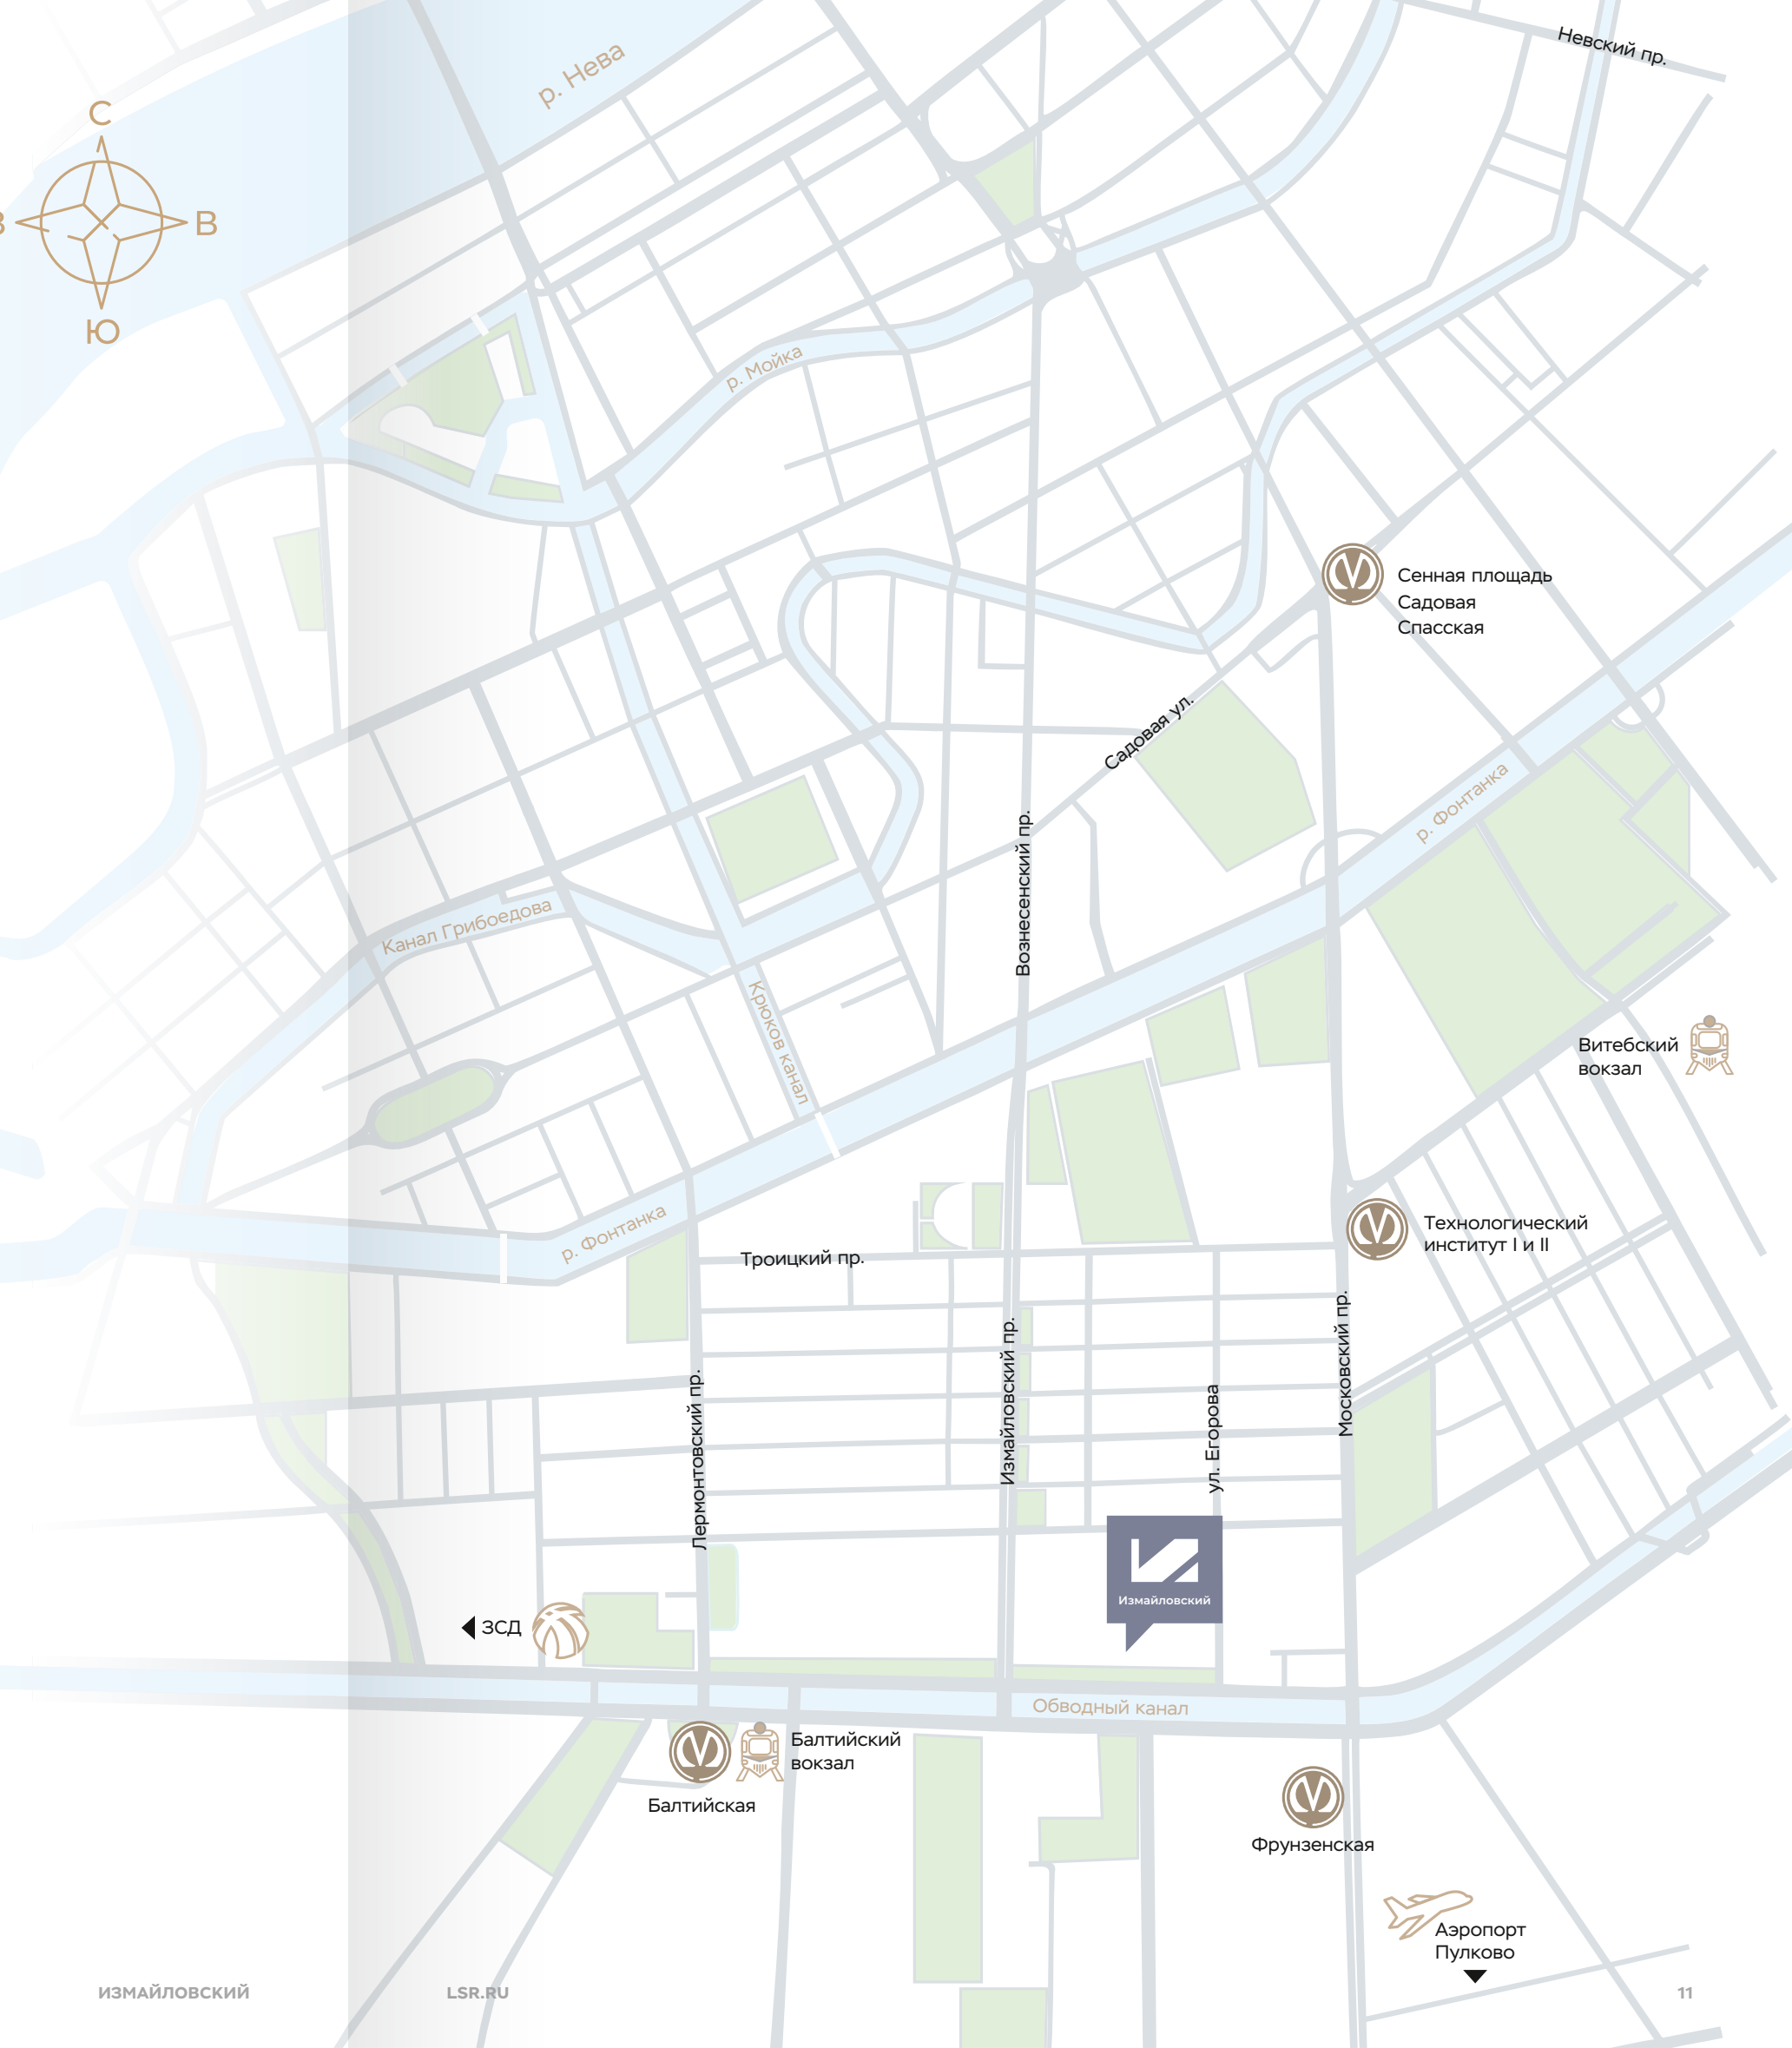 Невский пр.
р. Нева
С
З
В
Ю
р. Мойка
Сенная площадь
Садовая
Спасская
Садовая ул.
р. Фонтанка
Вознесенский пр.
Канал Грибоедова
Крюков канал
Витебский
вокзал
р. Фонтанка
Троицкий пр.
Технологический
институт I и II
Лермонтовский пр.
Измайловский пр.
ул. Егорова
Московский пр.
Измайловский
ЗСД
Обводный канал
Балтийский
вокзал
Балтийская
Фрунзенская
Аэропорт
Пулково
ИЗМАЙЛОВСКИЙ
LSR.RU
11